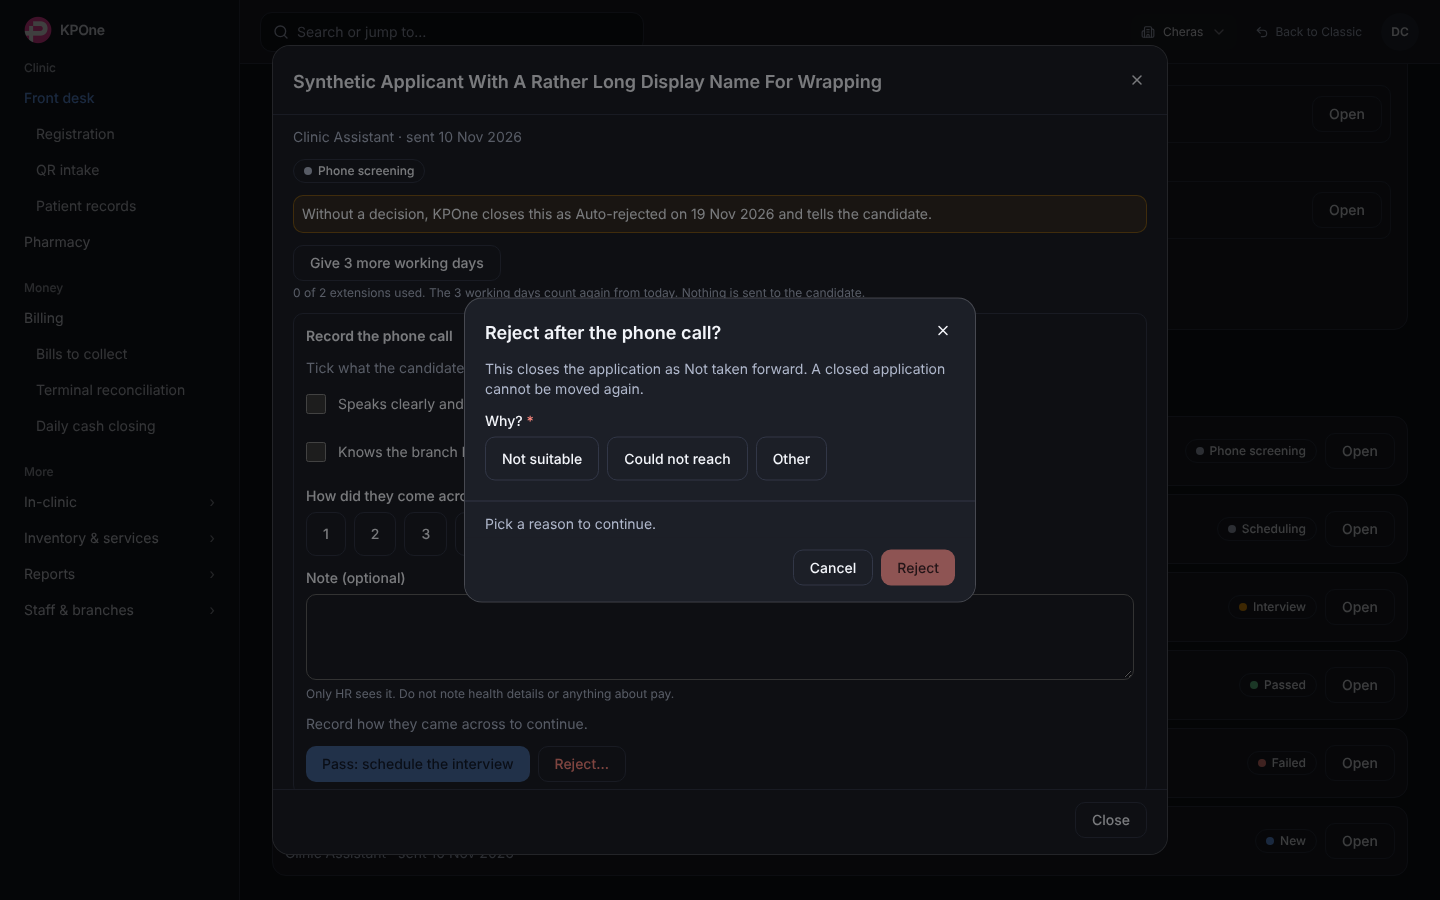 KPOne
Search or jump to...
Cheras
Back to Classic
DC
Clinic
Front desk
Registration
QR intake
Patient records
Pharmacy
Money
Billing
Bills to collect
Terminal reconciliation
Daily cash closing
More
In-clinic
Inventory & services
Reports
Staff & branches
Synthetic Applicant With A Rather Long Display Name For Wrapping
Clinic Assistant · sent 10 Nov 2026
Phone screening
Without a decision, KPOne closes this as Auto-rejected on 19 Nov 2026 and tells the candidate.
Give 3 more working days
0 of 2 extensions used. The 3 working days count again from today. Nothing is sent to the candidate.
Record the phone call
Tick what the candidate
Speaks clearly and
Knows the branch
How did they come
1
2
3
Note (optional)
Only HR sees it. Do not note health details or anything about pay.
Record how they came across to continue.
Pass: schedule the interview
Reject...
Close
Reject after the phone call?
This closes the application as Not taken forward. A closed application
cannot be moved again.
Why? *
Not suitable
Could not reach
Other
Pick a reason to continue.
Cancel
Reject
Open
Open
Phone screening
Open
Scheduling
Open
Interview
Open
Passed
Open
Failed
Open
New
Open
Clinic Assistant · sent 10 Nov 2026